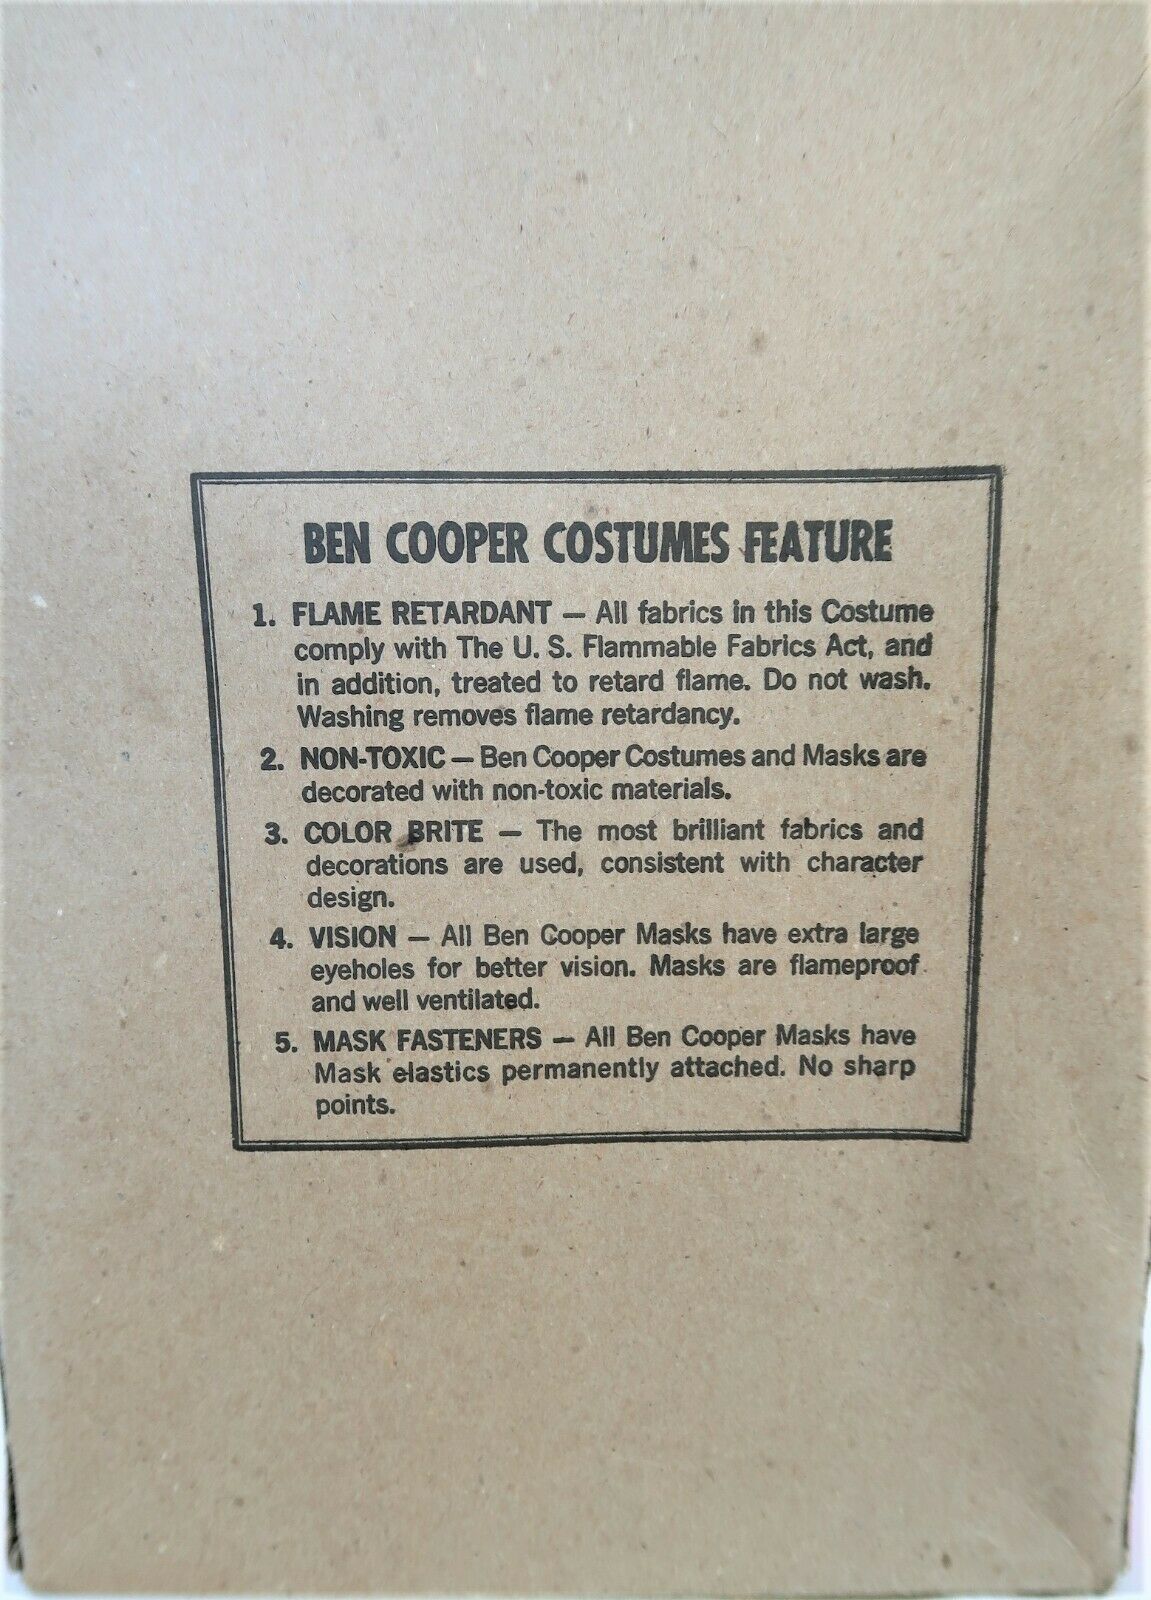 BEN COOPER COSTUMES FEATURE
1. FLAME RETARDANT — All fabrics in this Costume
comply with The U. S. Flammable Fabrics Act, and
in addition, treated to retard flame. Do not wash.
Washing removes flame retardancy.
2. NON-TOXIC — Ben Cooper Costumes and Masks are
decorated with non-toxic materials.
3. COLOR BRITE — The most brilliant fabrics and
decorations are used, consistent with character
design.
4. VISION — All Ben Cooper Masks have extra large
eyeholes for better vision. Masks are flameproof
and well ventilated.
5. MASK FASTENERS — All Ben Cooper Masks have
Mask elastics permanently attached. No sharp
points.